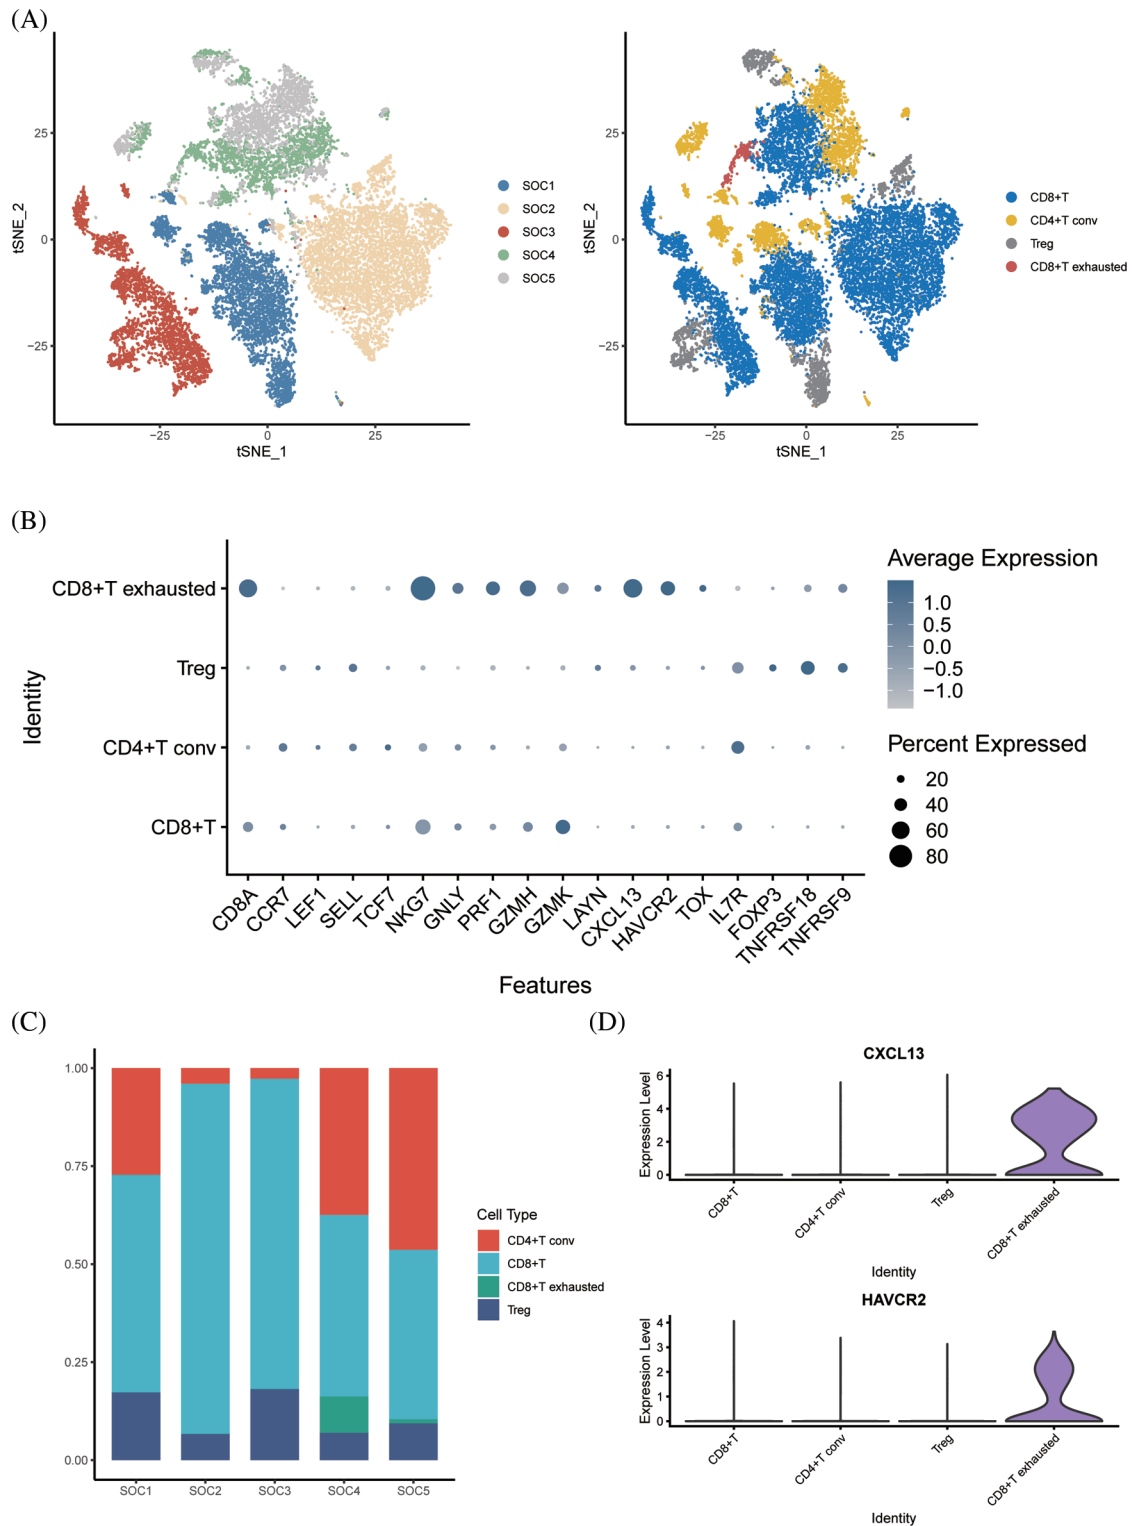 (A)
25
0
−25
tSNE_2
−25
0
25
tSNE_1
SOC1
SOC2
SOC3
SOC4
SOC5
25
0
−25
tSNE_2
−25
0
25
tSNE_1
CD8+T
CD4+T conv
Treg
CD8+T exhausted
(B)
Identity
CD8+T exhausted
Treg
CD4+T conv
CD8+T
CD8A
CCR7
LEF1
SELL
TCF7
NKG7
GNLY
PRF1
GZMH
GZMK
LAYN
CXCL13
HAVCR2
TOX
IL7R
FOXP3
TNFRSF18
TNFRSF9
Features
Average Expression
1.0
0.5
0.0
−0.5
−1.0
Percent Expressed
20
40
60
80
(C)
1.00
0.75
0.50
0.25
0.00
SOC1
SOC2
SOC3
SOC4
SOC5
Cell Type
CD4+T conv
CD8+T
CD8+T exhausted
Treg
(D)
CXCL13
Expression Level
6
4
2
0
CD8+T
CD4+T conv
Treg
CD8+T exhausted
Identity
HAVCR2
Expression Level
4
3
2
1
0
CD8+T
CD4+T conv
Treg
CD8+T exhausted
Identity